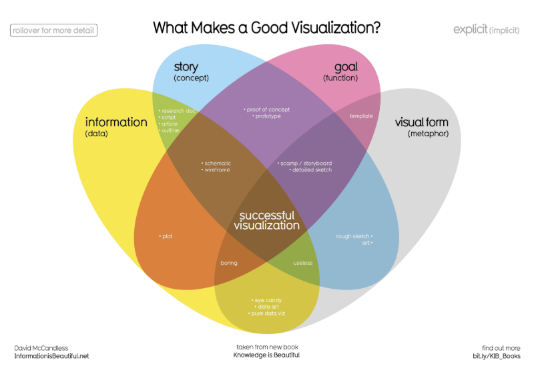 What Makes a Good Visualization?
rollover for more detail
explicit (implicit)
story
(concept)
goal
(function)
information
(data)
visual form
(metaphor)
• research doc
• script
• article
• outline
• proof of concept
• prototype
template
• schematic
• wireframe
• scamp / storyboard
• detailed sketch
successful
visualization
• plot
rough sketch •
art •
boring
useless
• eye candy
• data art
• pure data viz
David McCandless
InformationisBeautiful.net
taken from new book
Knowledge is Beautiful
find out more
bit.ly/KIB_Books